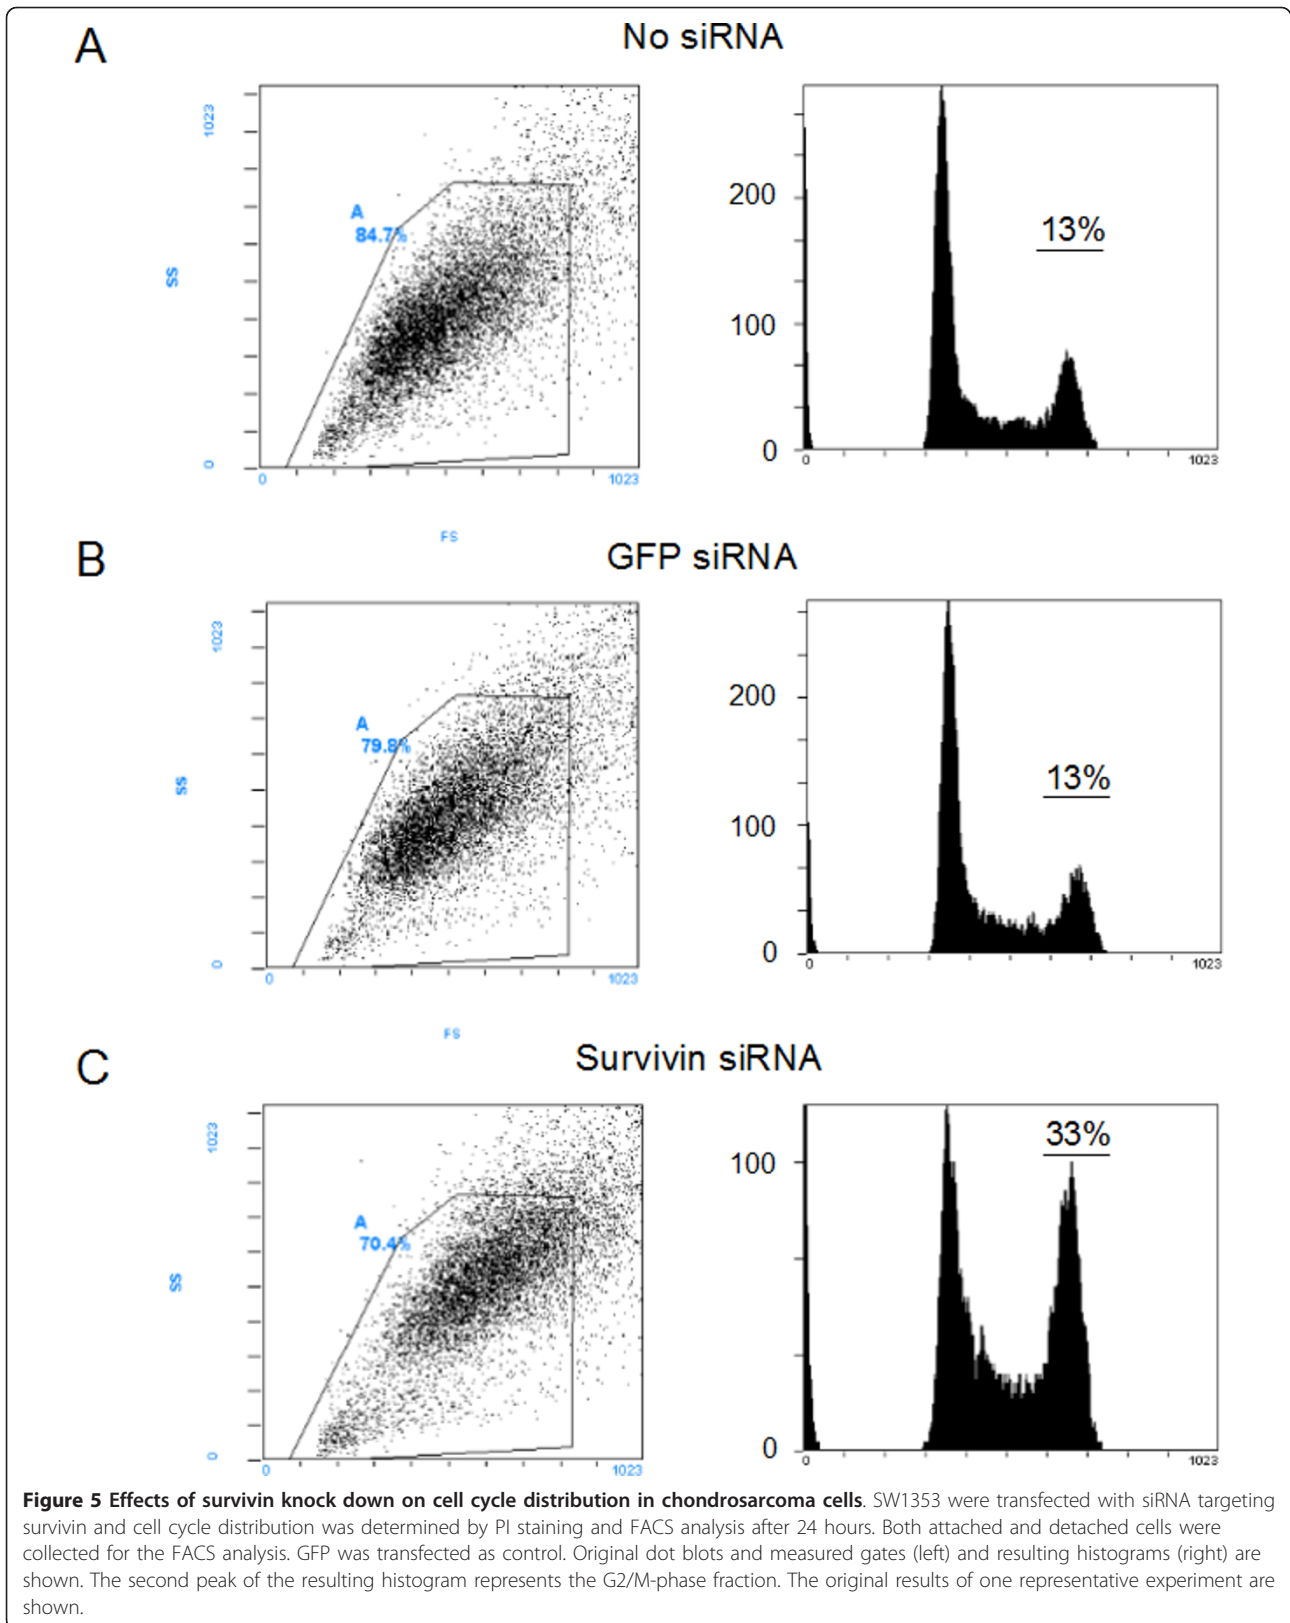 A
No siRNA
1023
A
84.7%
SS
0
0
1023
FS
200
13%
100
0
0
1023
B
GFP siRNA
1023
A
79.8%
SS
0
0
1023
FS
200
13%
100
0
0
1023
C
Survivin siRNA
1023
A
70.4%
SS
0
0
1023
33%
100
0
0
1023
Figure 5 Effects of survivin knock down on cell cycle distribution in chondrosarcoma cells. SW1353 were transfected with siRNA targeting
survivin and cell cycle distribution was determined by PI staining and FACS analysis after 24 hours. Both attached and detached cells were
collected for the FACS analysis. GFP was transfected as control. Original dot blots and measured gates (left) and resulting histograms (right) are
shown. The second peak of the resulting histogram represents the G2/M-phase fraction. The original results of one representative experiment are
shown.